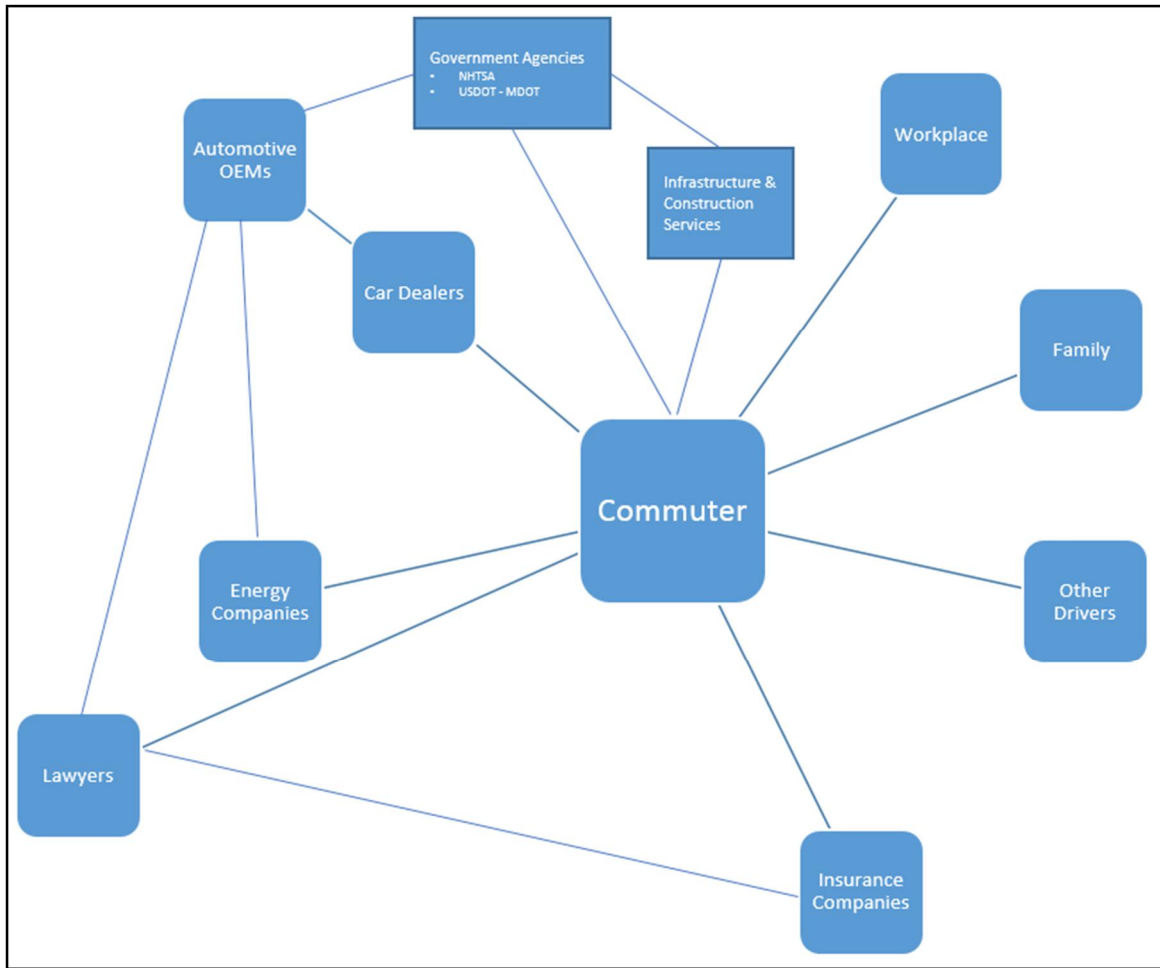 Government Agencies
• NHTSA
• USDOT - MDOT
Workplace
Automotive
OEMs
Infrastructure &
Construction
Services
Car Dealers
Family
Commuter
Energy
Companies
Other
Drivers
Lawyers
Insurance
Companies